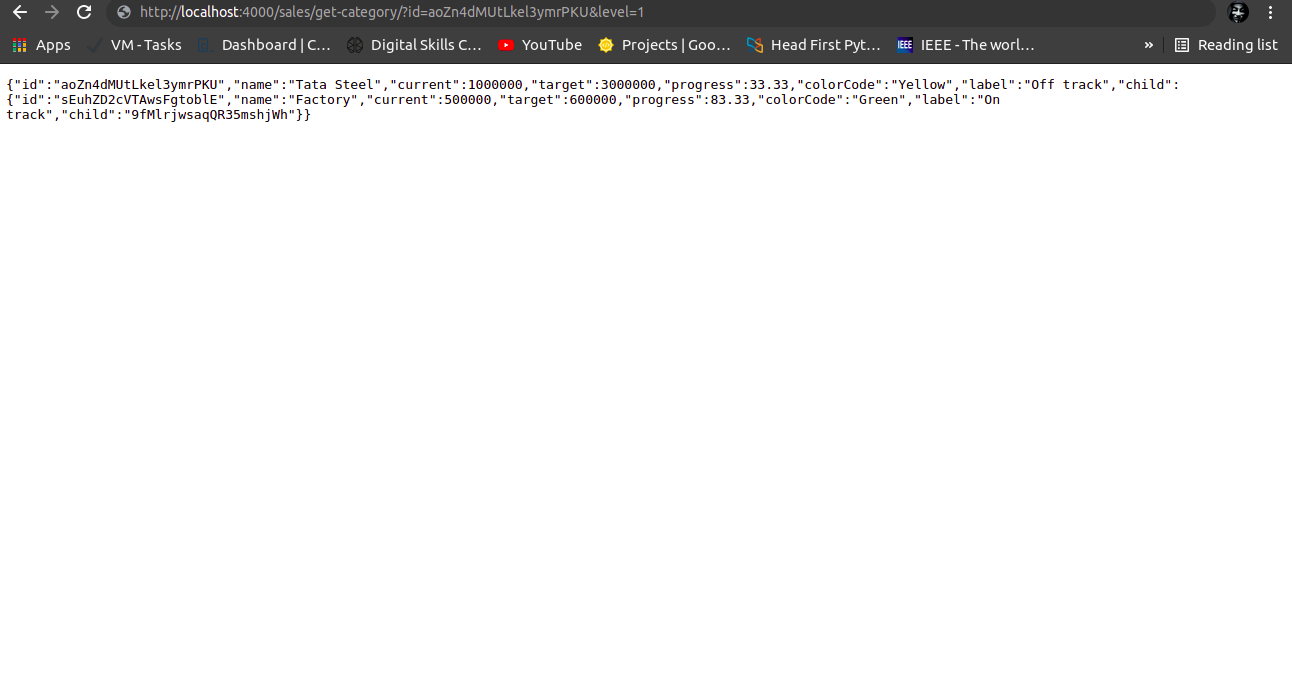 http://localhost:4000/sales/get-category/?id=aoZn4dMUtLkel3ymrPKU&level=1
Apps VM - Tasks Dashboard | C... Digital Skills C... YouTube Projects | Goo... Head First Pyt... IEEE IEEE - The worl... » Reading list
{"id":"aoZn4dMUtLkel3ymrPKU","name":"Tata Steel","current":1000000,"target":3000000,"progress":33.33,"colorCode":"Yellow","label":"Off track","child":
{"id":"sEuhZD2cVTAwsFgtoblE","name":"Factory","current":500000,"target":600000,"progress":83.33,"colorCode":"Green","label":"On
track","child":"9fMlrjwsaqQR35mshjWh"}}